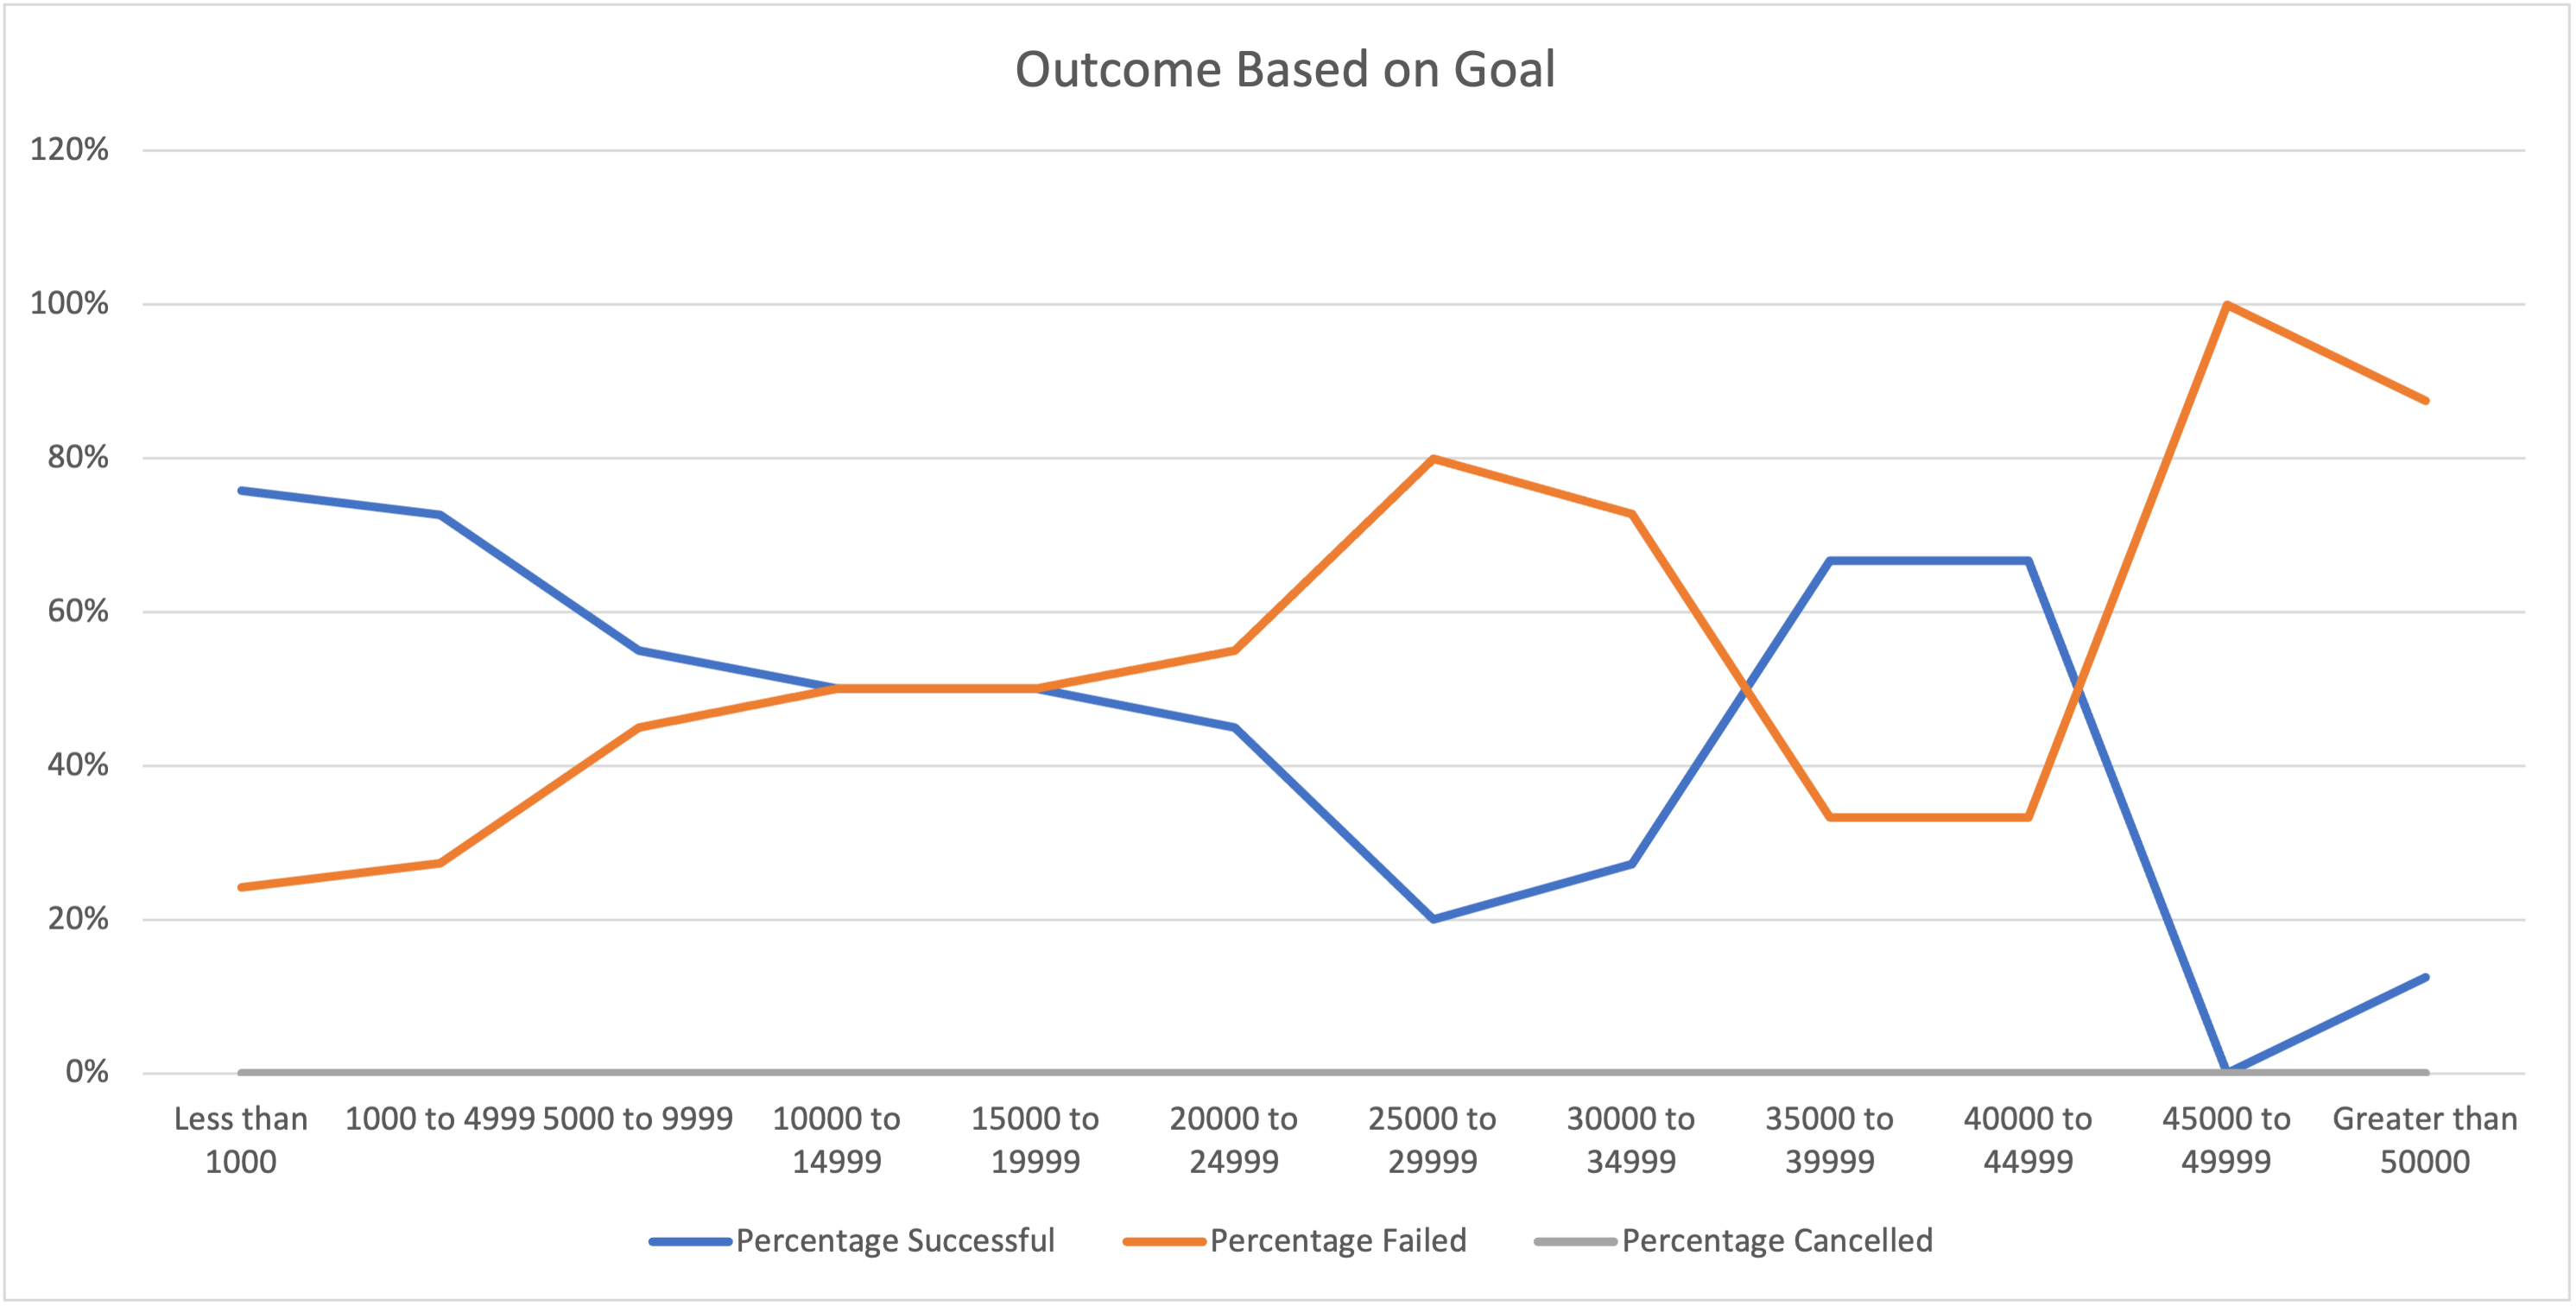 Outcome Based on Goal
120%
100%
80%
60%
40%
20%
0%
Less than 1000
1000 to 4999
5000 to 9999
10000 to 14999
15000 to 19999
20000 to 24999
25000 to 29999
30000 to 34999
35000 to 39999
40000 to 44999
45000 to 49999
Greater than 50000
Percentage Successful
Percentage Failed
Percentage Cancelled